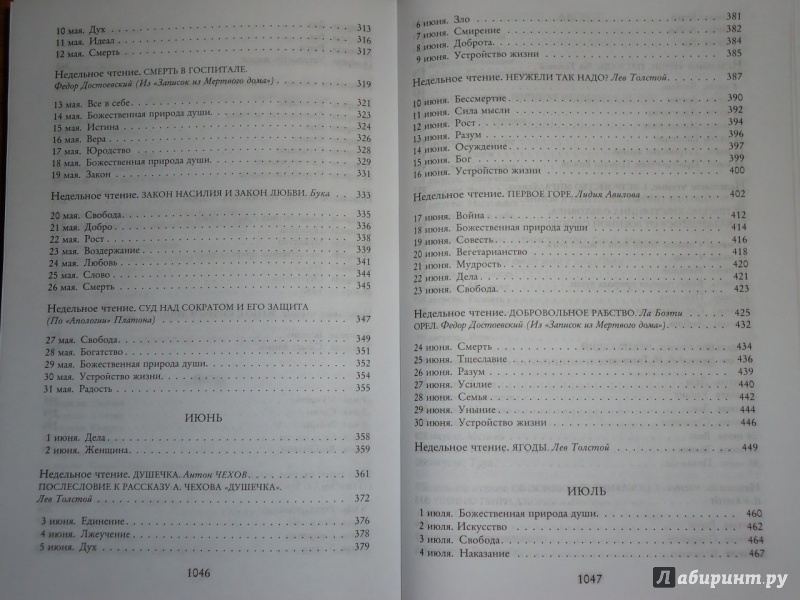 10 мая. Дух . . . . . 313
11 мая. Идеал . . . . . 316
12 мая. Смерть . . . . . 317
Недельное чтение. СМЕРТЬ В ГОСПИТАЛЕ.
Федор Достоевский (Из «Записок из Мертвого дома») . . . . . 319
13 мая. Все в себе . . . . . 321
14 мая. Божественная природа души . . . . . 323
15 мая. Истина . . . . . 324
16 мая. Вера . . . . . 326
17 мая. Юродство . . . . . 328
18 мая. Божественная природа души . . . . . 329
19 мая. Закон . . . . . 331
Недельное чтение. ЗАКОН НАСИЛИЯ И ЗАКОН ЛЮБВИ. Бука . . 333
20 мая. Свобода . . . . . 335
21 мая. Добро . . . . . 336
22 мая. Рост . . . . . 338
23 мая. Воздержание . . . . . 339
24 мая. Любовь . . . . . 341
25 мая. Слово . . . . . 344
26 мая. Смерть . . . . . 345
Недельное чтение. СУД НАД СОКРАТОМ И ЕГО ЗАЩИТА
(По «Апологии» Платона) . . . . . 347
27 мая. Свобода . . . . . 349
28 мая. Богатство . . . . . 351
29 мая. Божественная природа души . . . . . 352
30 мая. Устройство жизни . . . . . 354
31 мая. Радость . . . . . 355
ИЮНЬ
1 июня. Дела . . . . . 358
2 июня. Женщина . . . . . 359
Недельное чтение. ДУШЕЧКА. Антон ЧЕХОВ . . . . . 361
ПОСЛЕСЛОВИЕ К РАССКАЗУ А. ЧЕХОВА «ДУШЕЧКА».
Лев Толстой . . . . . 372
3 июня. Единение . . . . . 376
4 июня. Лжеучение . . . . . 378
5 июня. Дух . . . . . 379
1046
6 июня. Зло . . . . . 381
7 июня. Смирение . . . . . 382
8 июня. Доброта . . . . . 384
9 июня. Устройство жизни . . . . . 385
Недельное чтение. НЕУЖЕЛИ ТАК НАДО? Лев Толстой . . . . . 387
10 июня. Бессмертие . . . . . 390
11 июня. Сила мысли . . . . . 392
12 июня. Рост . . . . . 394
13 июня. Разум . . . . . 396
14 июня. Осуждение . . . . . 397
15 июня. Бог . . . . . 399
16 июня. Устройство жизни . . . . . 400
Недельное чтение. ПЕРВОЕ ГОРЕ. Лидия Авилова . . . . . 402
17 июня. Война . . . . . 412
18 июня. Божественная природа души . . . . . 414
19 июня. Совесть . . . . . 416
20 июня. Вегетарианство . . . . . 418
21 июня. Мудрость . . . . . 420
22 июня. Дела . . . . . 421
23 июня. Свобода . . . . . 423
Недельное чтение. ДОБРОВОЛЬНОЕ РАБСТВО. Ла Боэти . . . . . 425
ОРЕЛ. Федор Достоевский (Из «Записок из Мертвого дома») . . . . . 432
24 июня. Смерть . . . . . 434
25 июня. Тщеславие . . . . . 436
26 июня. Разум . . . . . 439
27 июня. Усилие . . . . . 440
28 июня. Семья . . . . . 442
29 июня. Уныние . . . . . 444
30 июня. Устройство жизни . . . . . 446
Недельное чтение. ЯГОДЫ. Лев Толстой . . . . . 449
ИЮЛЬ
1 июля. Божественная природа души . . . . . 460
2 июля. Искусство . . . . . 462
3 июля. Свобода . . . . . 464
4 июля. Наказание . . . . . 467
1047
Лабиринт.ру